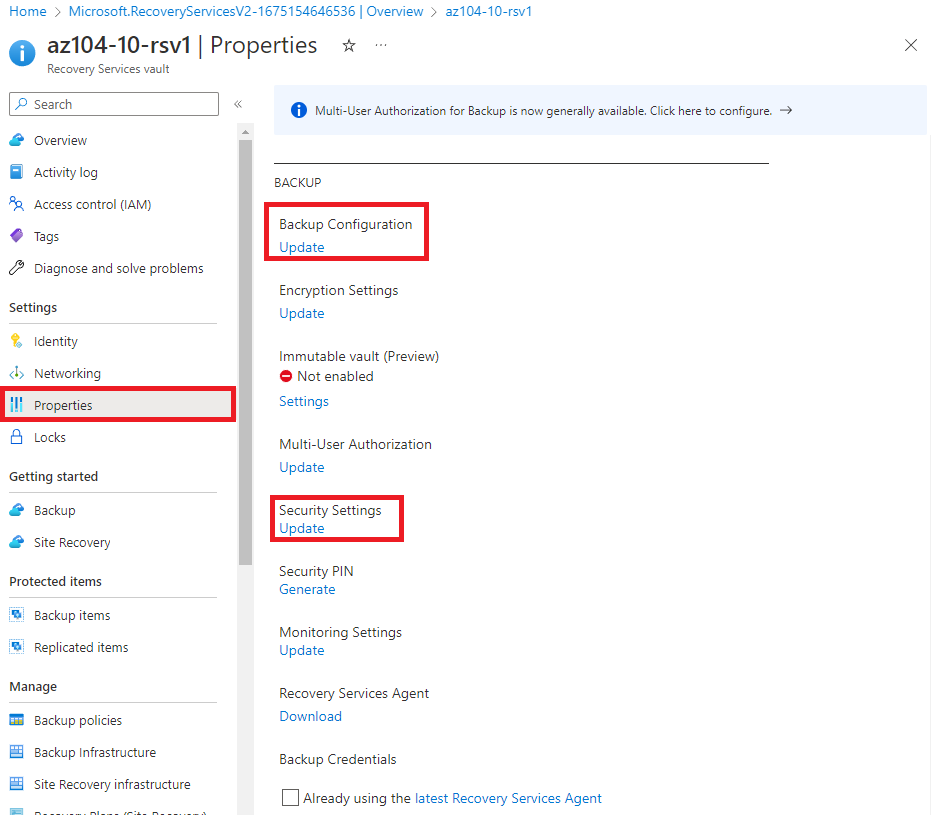 Home > Microsoft.RecoveryServicesV2-1675154646536 | Overview > az104-10-rsv1
az104-10-rsv1 | Properties
Recovery Services vault
Search
Overview
Activity log
Access control (IAM)
Tags
Diagnose and solve problems
Settings
Identity
Networking
Properties
Locks
Getting started
Backup
Site Recovery
Protected items
Backup items
Replicated items
Manage
Backup policies
Backup Infrastructure
Site Recovery infrastructure
Recovery Plans (Site Recovery)
Multi-User Authorization for Backup is now generally available. Click here to configure. →
BACKUP
Backup Configuration
Update
Encryption Settings
Update
Immutable vault (Preview)
Not enabled
Settings
Multi-User Authorization
Update
Security Settings
Update
Security PIN
Generate
Monitoring Settings
Update
Recovery Services Agent
Download
Backup Credentials
Already using the latest Recovery Services Agent